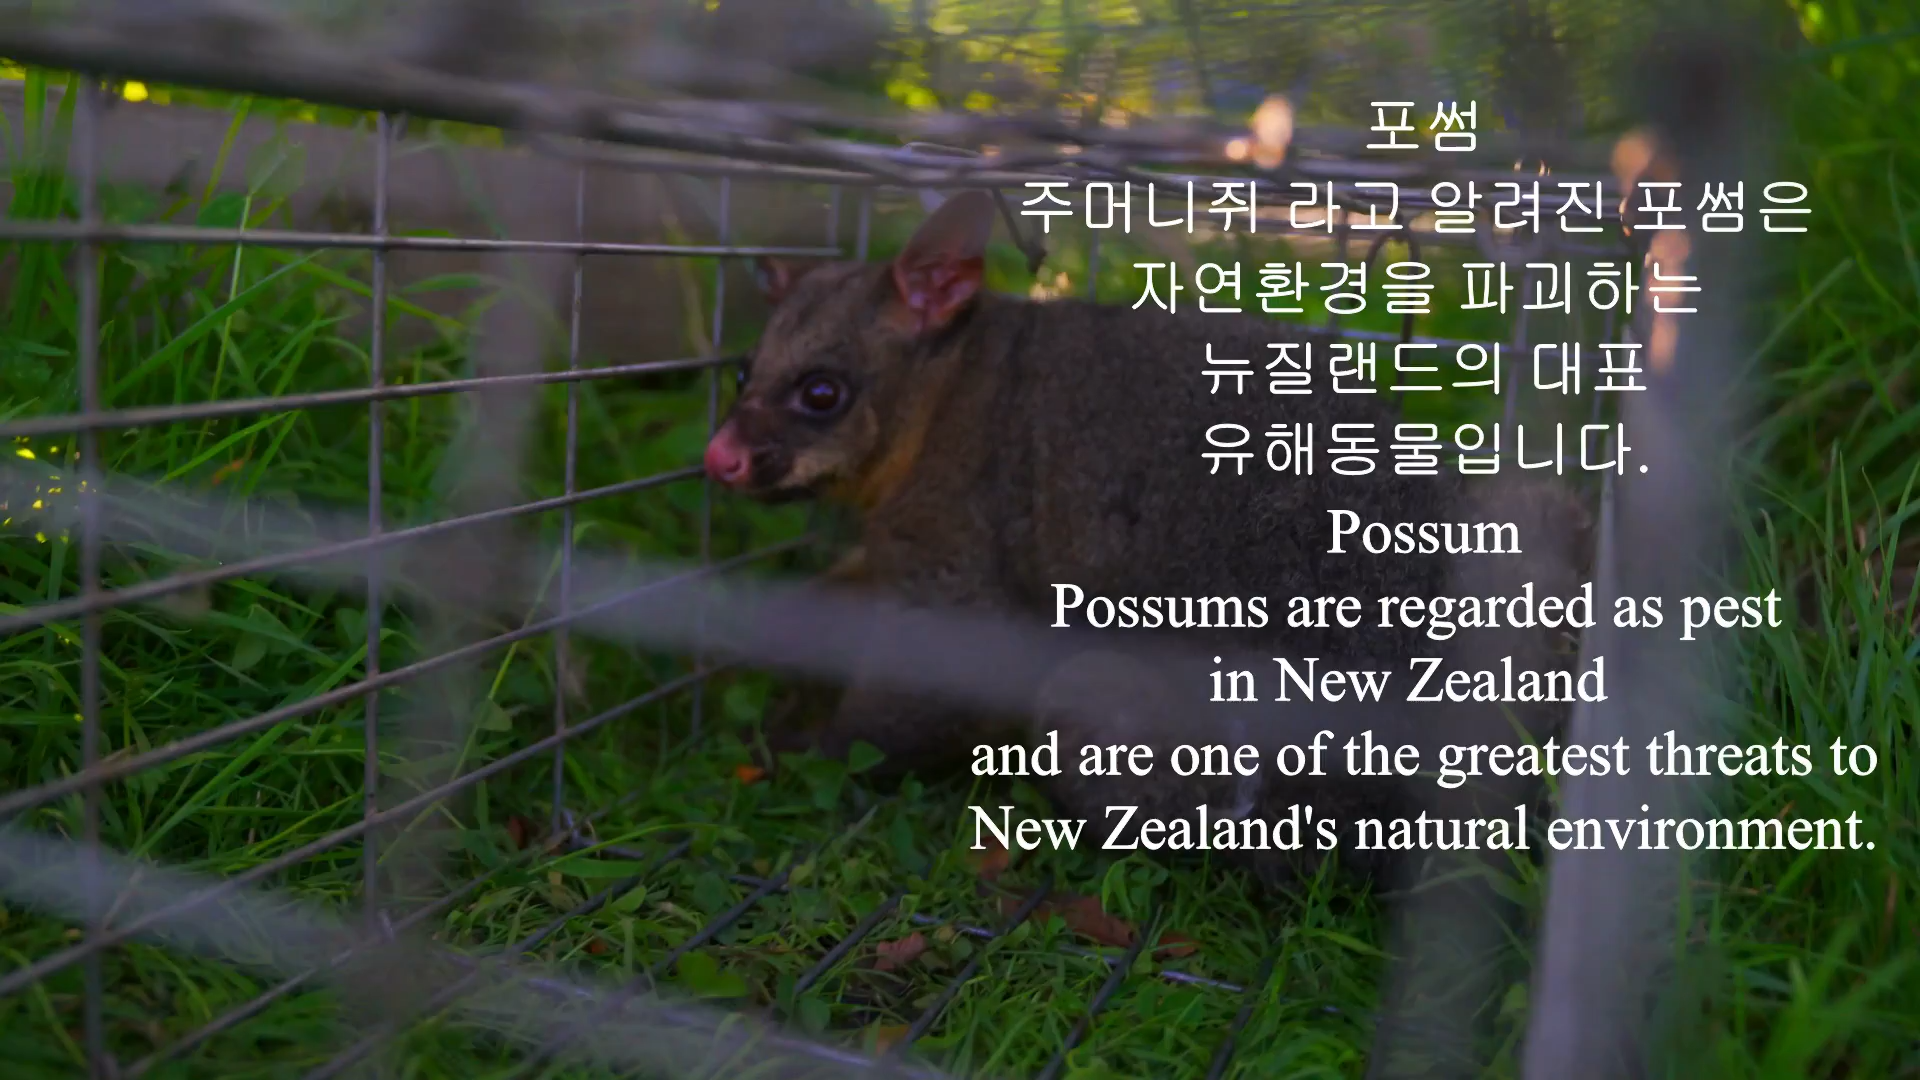 포썸
주머니쥐 라고 알려진 포썸은
자연환경을 파괴하는
뉴질랜드의 대표
유해동물입니다.
Possum
Possums are regarded as pest
in New Zealand
and are one of the greatest threats to
New Zealand's natural environment.